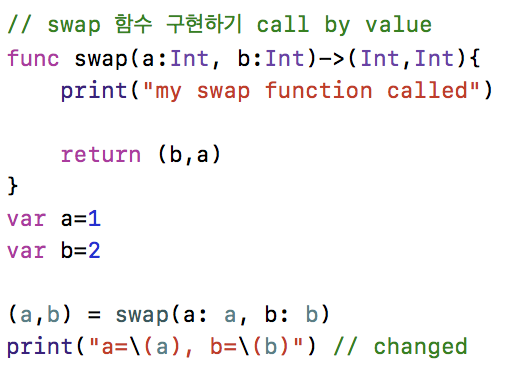 // swap 함수 구현하기 call by value
func swap(a:Int, b:Int)->(Int,Int){
    print("my swap function called")

    return (b,a)
}
var a=1
var b=2

(a,b) = swap(a: a, b: b)
print("a=\(a), b=\(b)") // changed